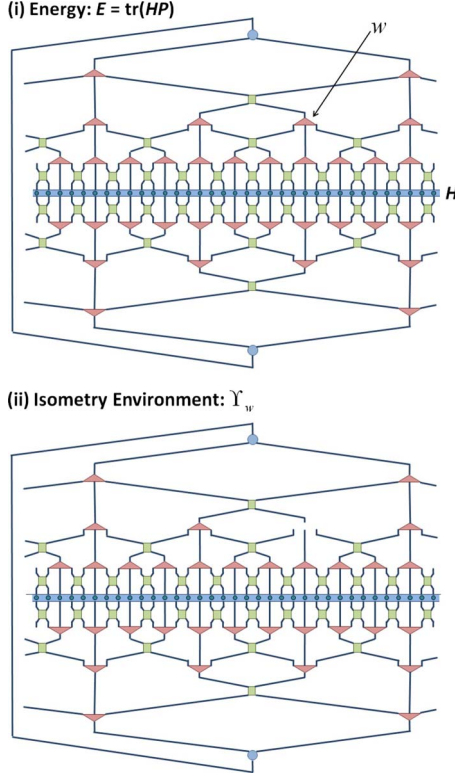 (i) Energy: E = tr(HP)
w
H
(ii) Isometry Environment: ϒw